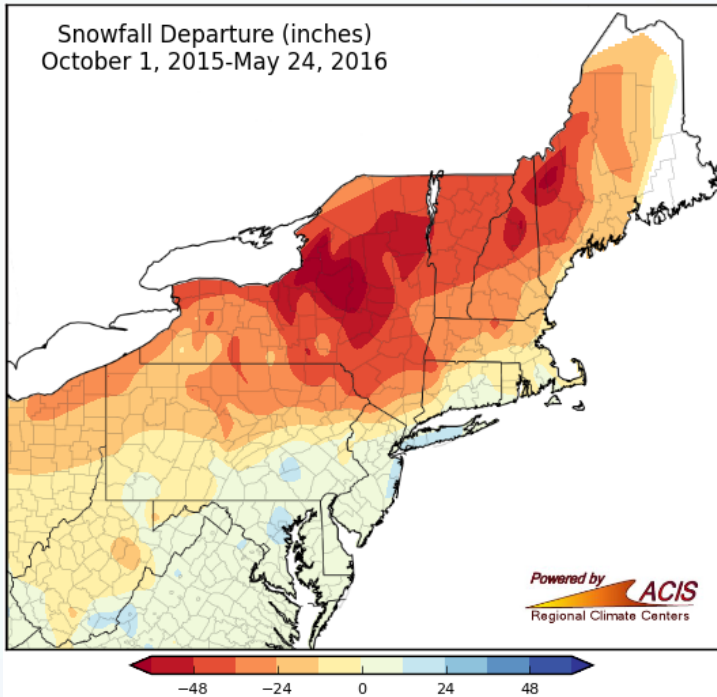 Snowfall Departure (inches)
October 1, 2015-May 24, 2016
Powered by
ACIS
Regional Climate Centers
−48 −24 0 24 48